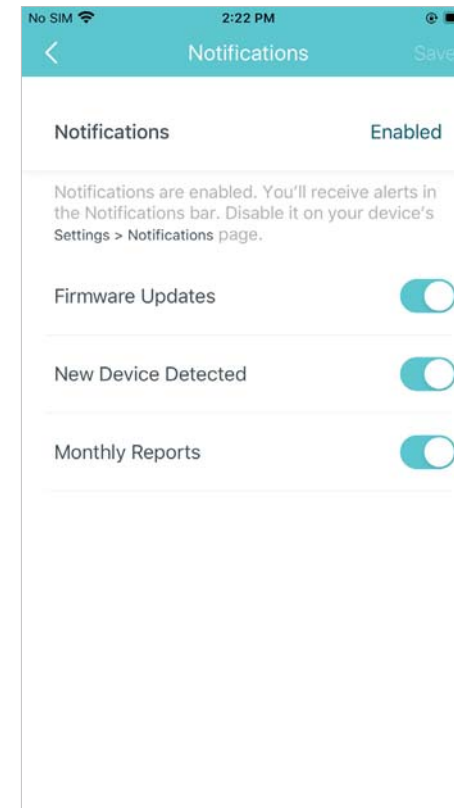 No SIM 2:22 PM
Notifications Save
Notifications Enabled
Notifications are enabled. You'll receive alerts in
the Notifications bar. Disable it on your device's
Settings > Notifications page.
Firmware Updates
New Device Detected
Monthly Reports